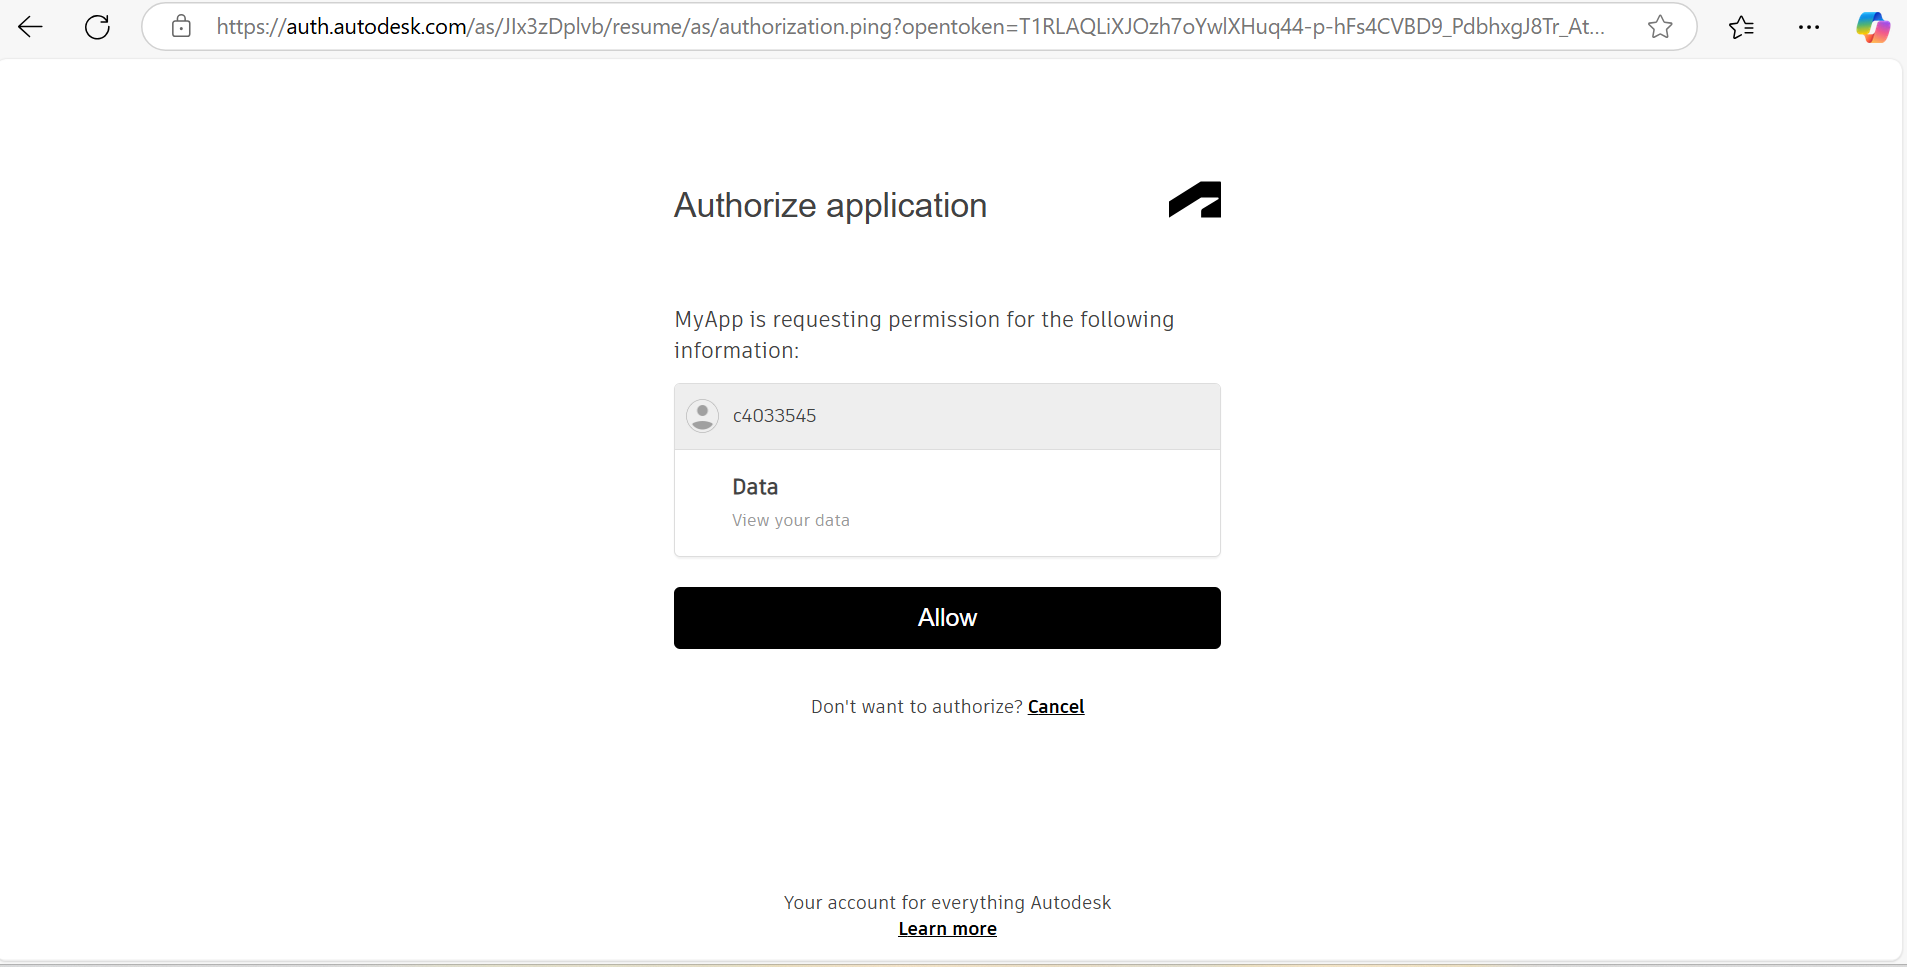 https://auth.autodesk.com/as/JIx3zDplvb/resume/as/authorization.ping?opentoken=T1RLAQLiXJOzh7oYwlXHuq44-p-hFs4CVBD9_PdbhxgJ8Tr_At...
Authorize application
MyApp is requesting permission for the following
information:
c4033545
Data
View your data
Allow
Don't want to authorize? Cancel
Your account for everything Autodesk
Learn more